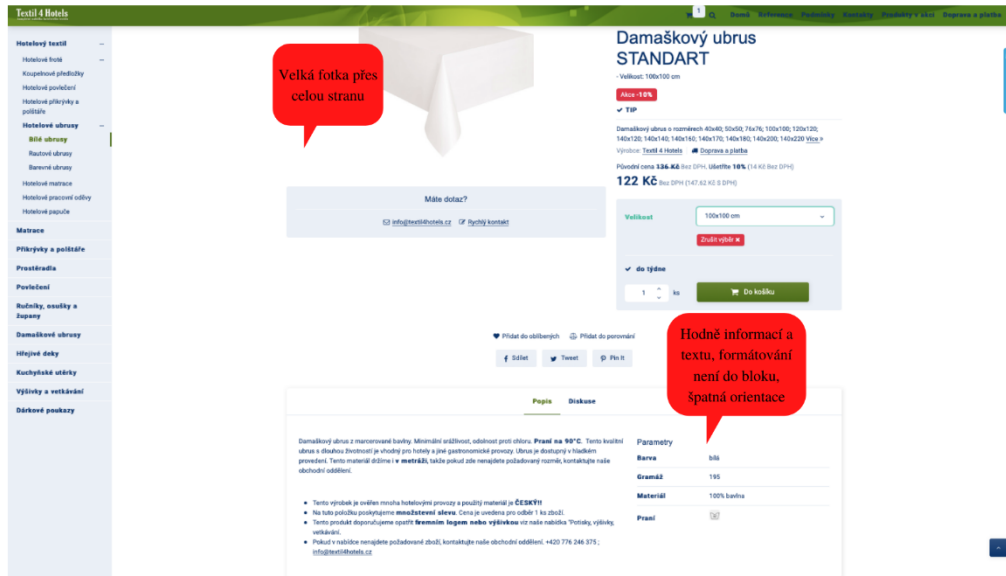 Textil 4 Hotels
1
Domů Reference Podmínky Kontakty Produkty v akci Doprava a platba
Hotelový textil
Hotelové froté
Koupelnové předložky
Hotelové povlečení
Hotelové přikrývky a
polštáře
Hotelové ubrusy
Bílé ubrusy
Rautové ubrusy
Barevné ubrusy
Hotelové matrace
Hotelové pracovní oděvy
Hotelová papuče
Matrace
Přikrývky a polštáře
Prostěradla
Povlečení
Ručníky, osušky a
župany
Damaškové ubrusy
Hřejivé deky
Kuchyňské utěrky
Výšivky a vetkávání
Dárkové poukazy
Velká fotka přes
celou stranu
Máte dotaz?
info@textil4hotels.cz Rychlý kontakt
Damaškový ubrus
STANDART
- Velikost: 100x100 cm
Akce -10%
TIP
Damaškový ubrus o rozměrech 40x40; 50x50; 76x76; 100x100; 120x120;
140x120; 140x140; 140x160; 140x170; 140x180; 140x200; 140x220 Více »
Výrobce: Textil 4 Hotels Doprava a platba
Původní cena 136 Kč Bez DPH, Ušetříte 10% (14 Kč Bez DPH)
122 Kč Bez DPH (147.62 Kč S DPH)
Velikost 100x100 cm
Zrušit výběr ×
do týdne
1 ks Do košíku
Přidat do oblíbených Přidat do porovnání
Sdílet Tweet Pin It
Hodně informací a
textu, formátování
není do bloku,
špatná orientace
Popis Diskuse
Damaškový ubrus z mercerované bavlny. Minimální srážlivost, odolnost proti chloru. Praní na 90°C. Tento kvalitní
ubrus s dlouhou životností je vhodný pro hotely a jiné gastronomické provozy. Ubrus je dostupný v hladkém
provedení. Tento materiál držíme i v metráži, takže pokud zde nenajdete požadovaný rozměr, kontaktujte naše
obchodní oddělení.
Tento výrobek je ověřen mnoha hotelovými provozy a použitý materiál je ČESKÝ!!
Na tuto položku poskytujeme množstevní slevu. Cena je uvedena pro odběr 1 ks zboží.
Tento produkt doporučujeme opatřit firemním logem nebo výšivkou viz naše nabídka "Potisky, výšivky,
vetkávání.
Pokud v nabídce nenajdete požadované zboží, kontaktujte naše obchodní oddělení. +420 776 246 375 ;
info@textil4hotels.cz
Parametry
Barva bílá
Gramáž 195
Materiál 100% bavlna
Praní